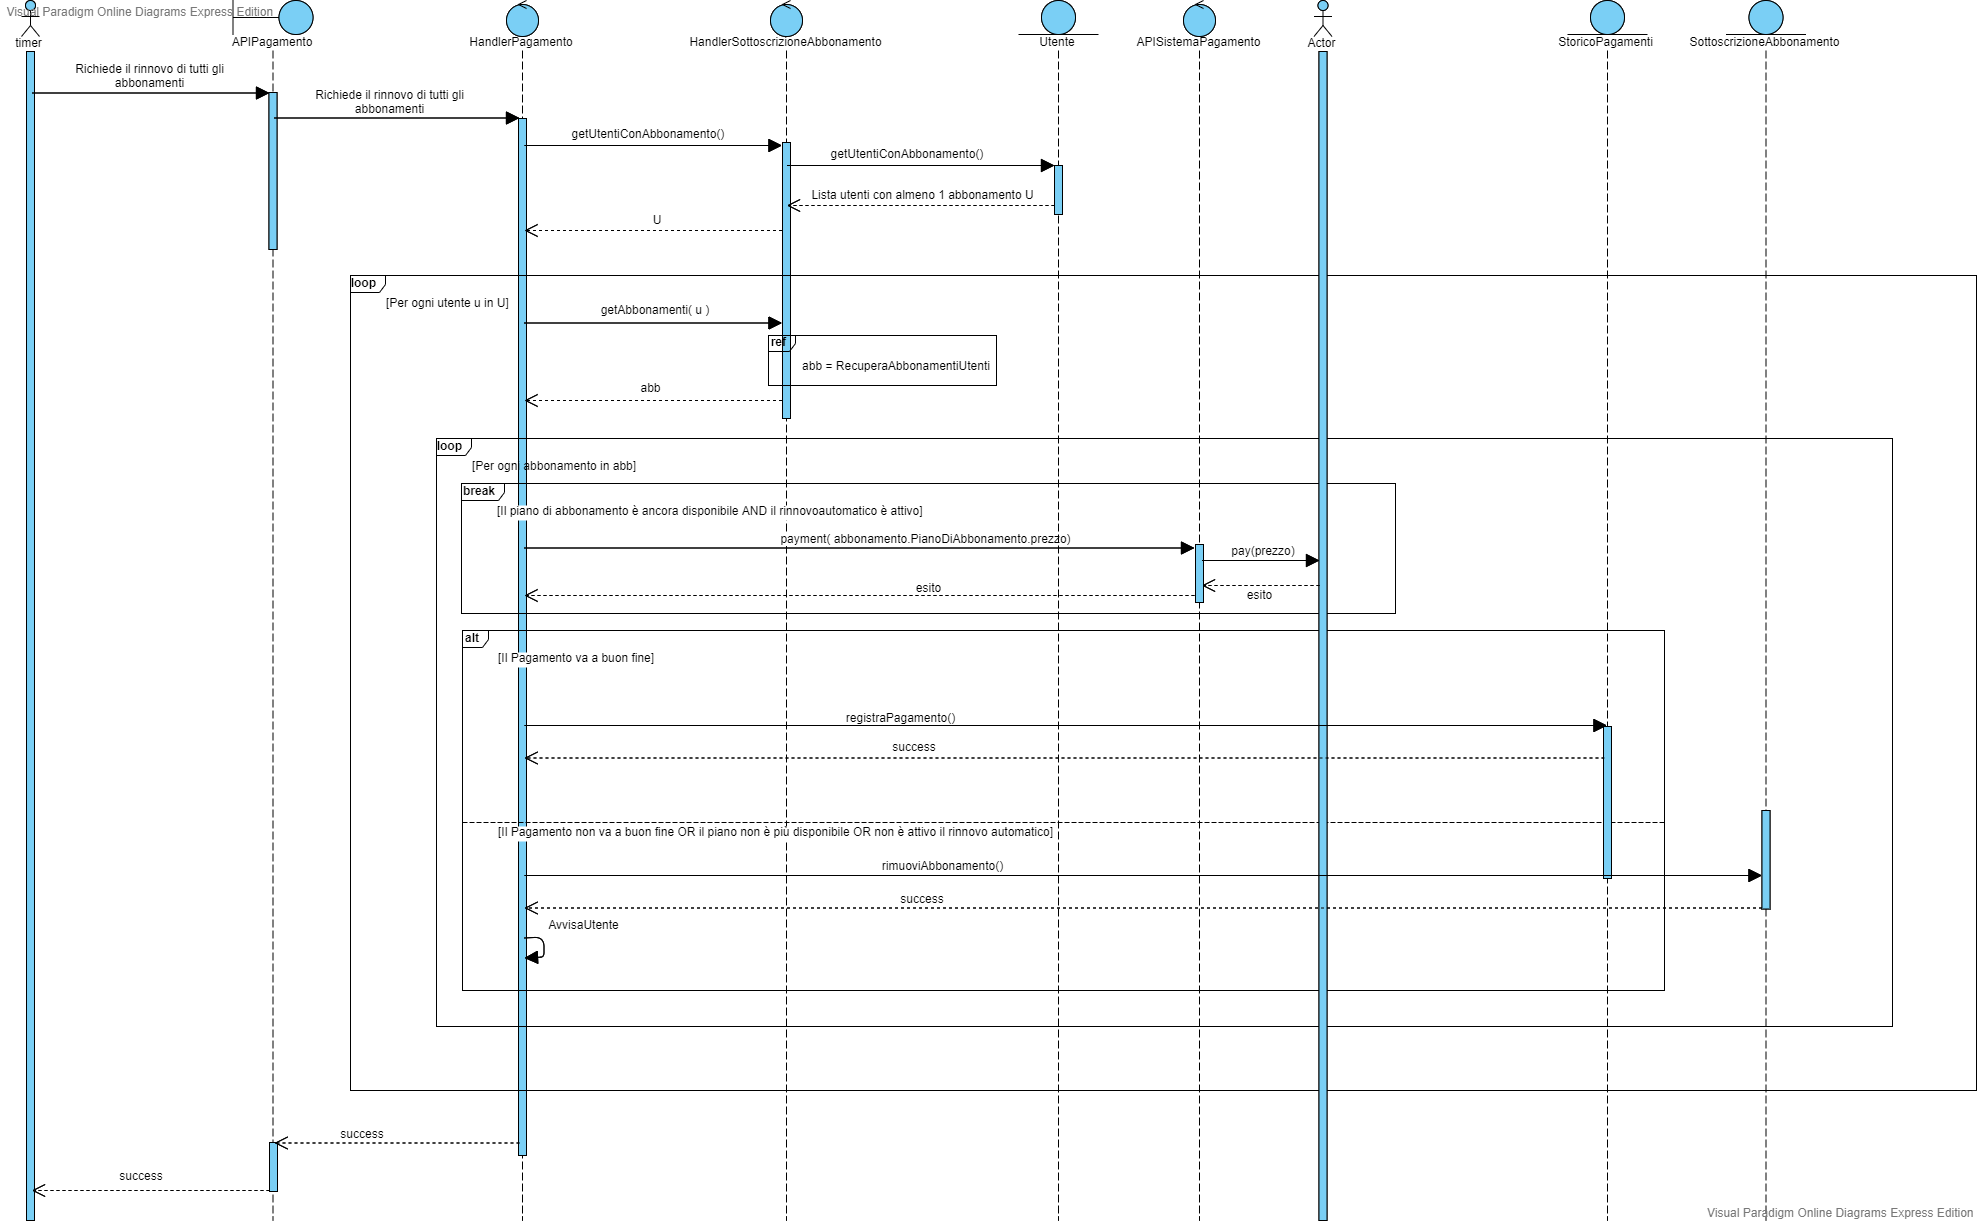 Visual Paradigm Online Diagrams Express Edition
timer
APIPagamento
HandlerPagamento
HandlerSottoscrizioneAbbonamento
Utente
APISistemaPagamento
Actor
StoricoPagamenti
SottoscrizioneAbbonamento
Richiede il rinnovo di tutti gli
abbonamenti
Richiede il rinnovo di tutti gli
abbonamenti
getUtentiConAbbonamento()
getUtentiConAbbonamento()
Lista utenti con almeno 1 abbonamento U
U
loop
[Per ogni utente u in U]
getAbbonamenti( u )
ref
abb = RecuperaAbbonamentiUtenti
abb
loop
[Per ogni abbonamento in abb]
break
[Il piano di abbonamento è ancora disponibile AND il rinnovoautomatico è attivo]
payment( abbonamento.PianoDiAbbonamento.prezzo)
pay(prezzo)
esito
esito
alt
[Il Pagamento va a buon fine]
registraPagamento()
success
[Il Pagamento non va a buon fine OR il piano non è più disponibile OR non è attivo il rinnovo automatico]
rimuoviAbbonamento()
success
AvvisaUtente
success
success
Visual Paradigm Online Diagrams Express Edition